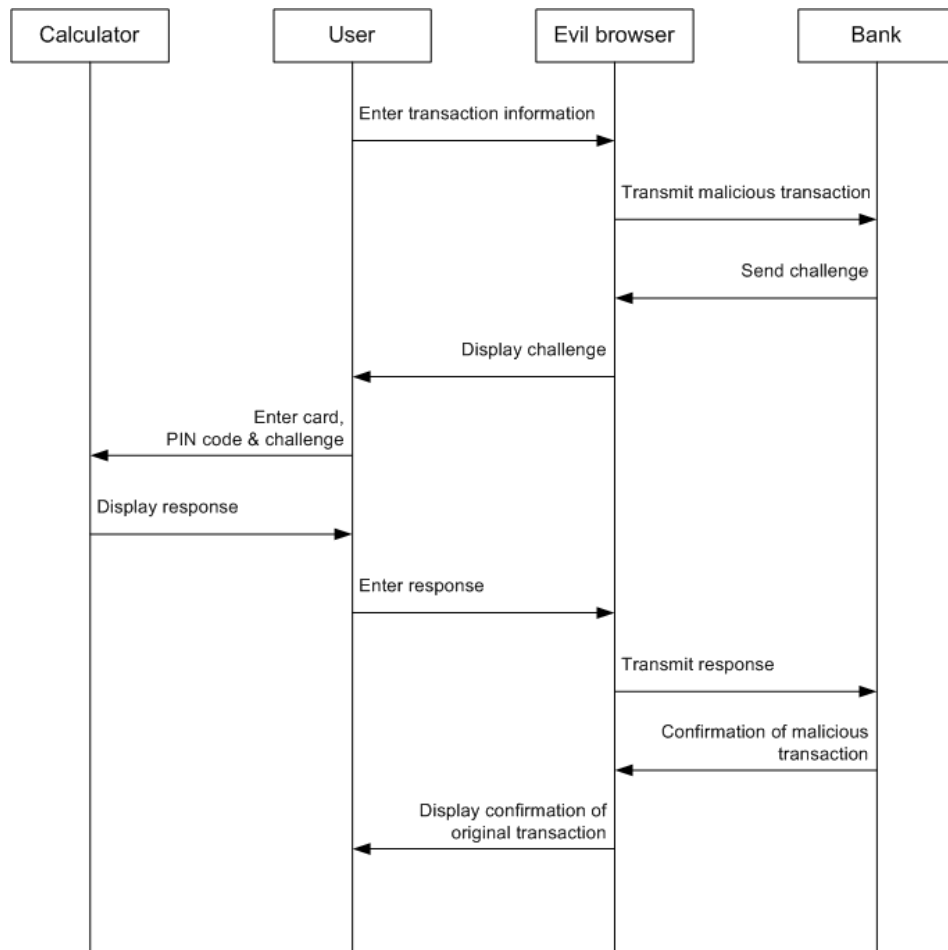 Calculator
User
Evil browser
Bank
Enter transaction information
Transmit malicious transaction
Send challenge
Display challenge
Enter card,
PIN code & challenge
Display response
Enter response
Transmit response
Confirmation of malicious
transaction
Display confirmation of
original transaction